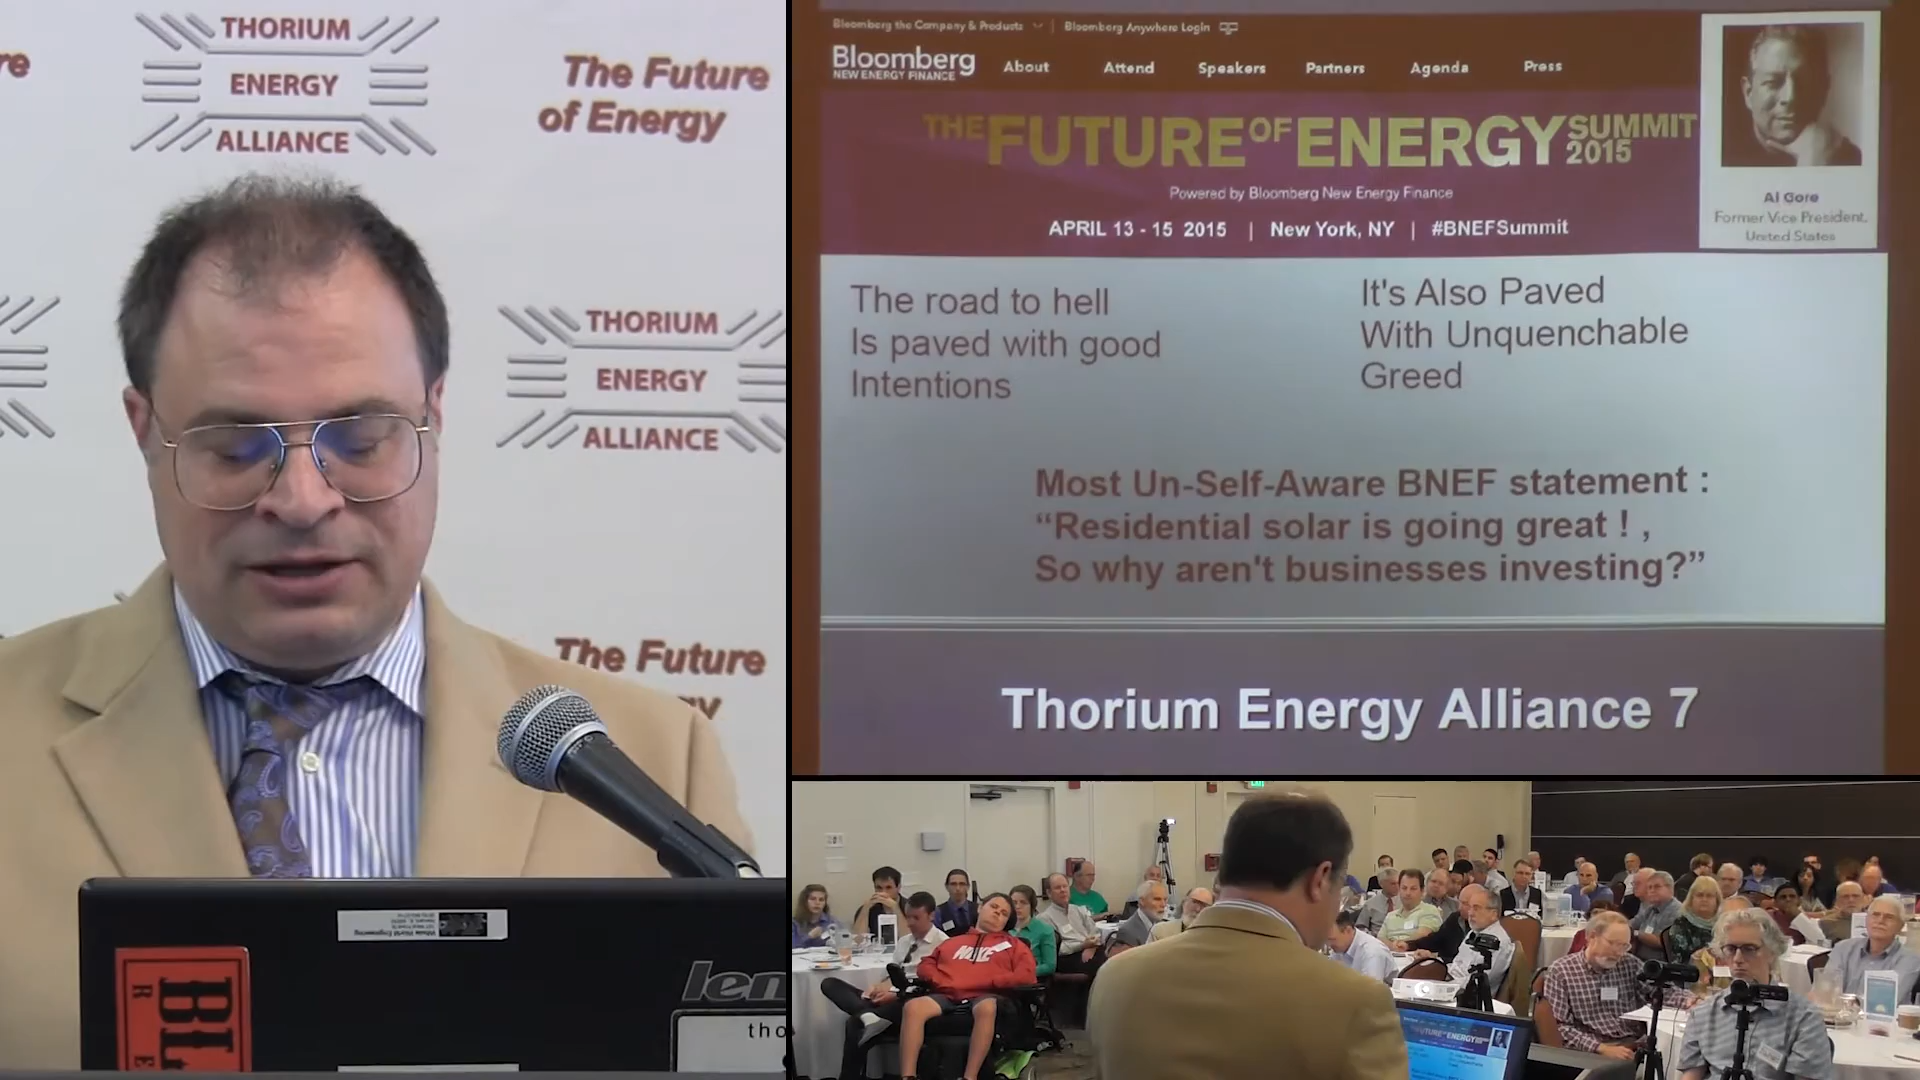 THORIUM
ENERGY
ALLIANCE
The Future
of Energy
THORIUM
ENERGY
ALLIANCE
The Future
Bloomberg the Company & Products
Bloomberg Anywhere Login
Bloomberg
NEW ENERGY FINANCE
About
Attend
Speakers
Partners
Agenda
Press
THE FUTURE OF ENERGY SUMMIT 2015
Powered by Bloomberg New Energy Finance
APRIL 13 - 15 2015 | New York, NY | #BNEFSummit
Al Gore
Former Vice President,
United States
The road to hell
Is paved with good
Intentions
It's Also Paved
With Unquenchable
Greed
Most Un-Self-Aware BNEF statement :
“Residential solar is going great ! ,
So why aren't businesses investing?”
Thorium Energy Alliance 7
NIKE